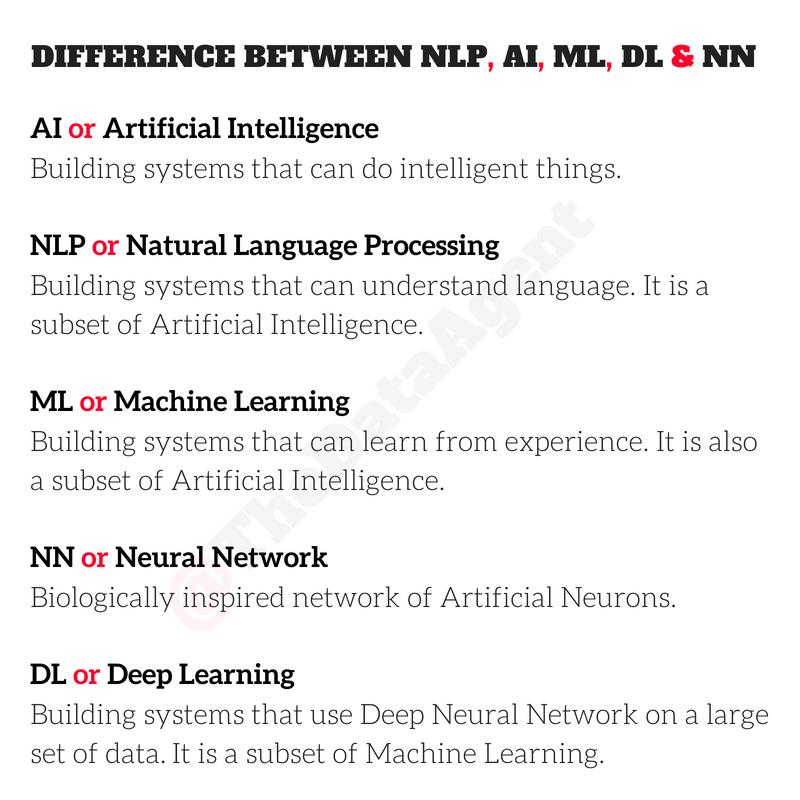 DIFFERENCE BETWEEN NLP, AI, ML, DL & NN
AI or Artificial Intelligence
Building systems that can do intelligent things.
NLP or Natural Language Processing
Building systems that can understand language. It is a
subset of Artificial Intelligence.
ML or Machine Learning
Building systems that can learn from experience. It is also
a subset of Artificial Intelligence.
NN or Neural Network
Biologically inspired network of Artificial Neurons.
DL or Deep Learning
Building systems that use Deep Neural Network on a large
set of data. It is a subset of Machine Learning.
@TheDataAgent